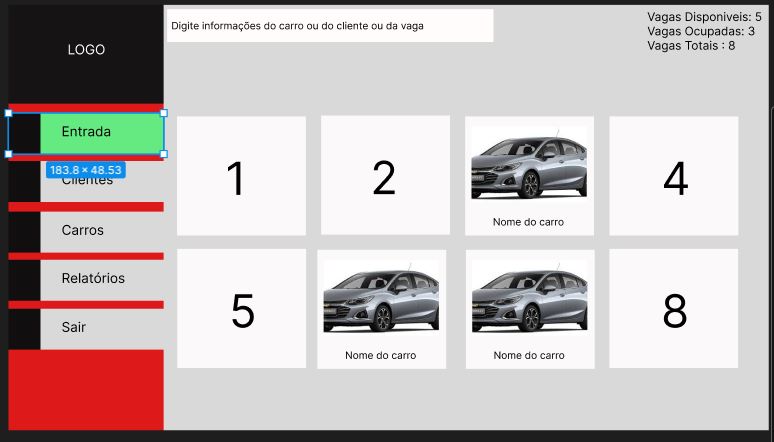 LOGO
Digite informações do carro ou do cliente ou da vaga
Vagas Disponiveis: 5
Vagas Ocupadas: 3
Vagas Totais : 8
Entrada
183.8 × 48.53
Clientes
Carros
Relatórios
Sair
1
2
Nome do carro
4
5
Nome do carro
Nome do carro
8